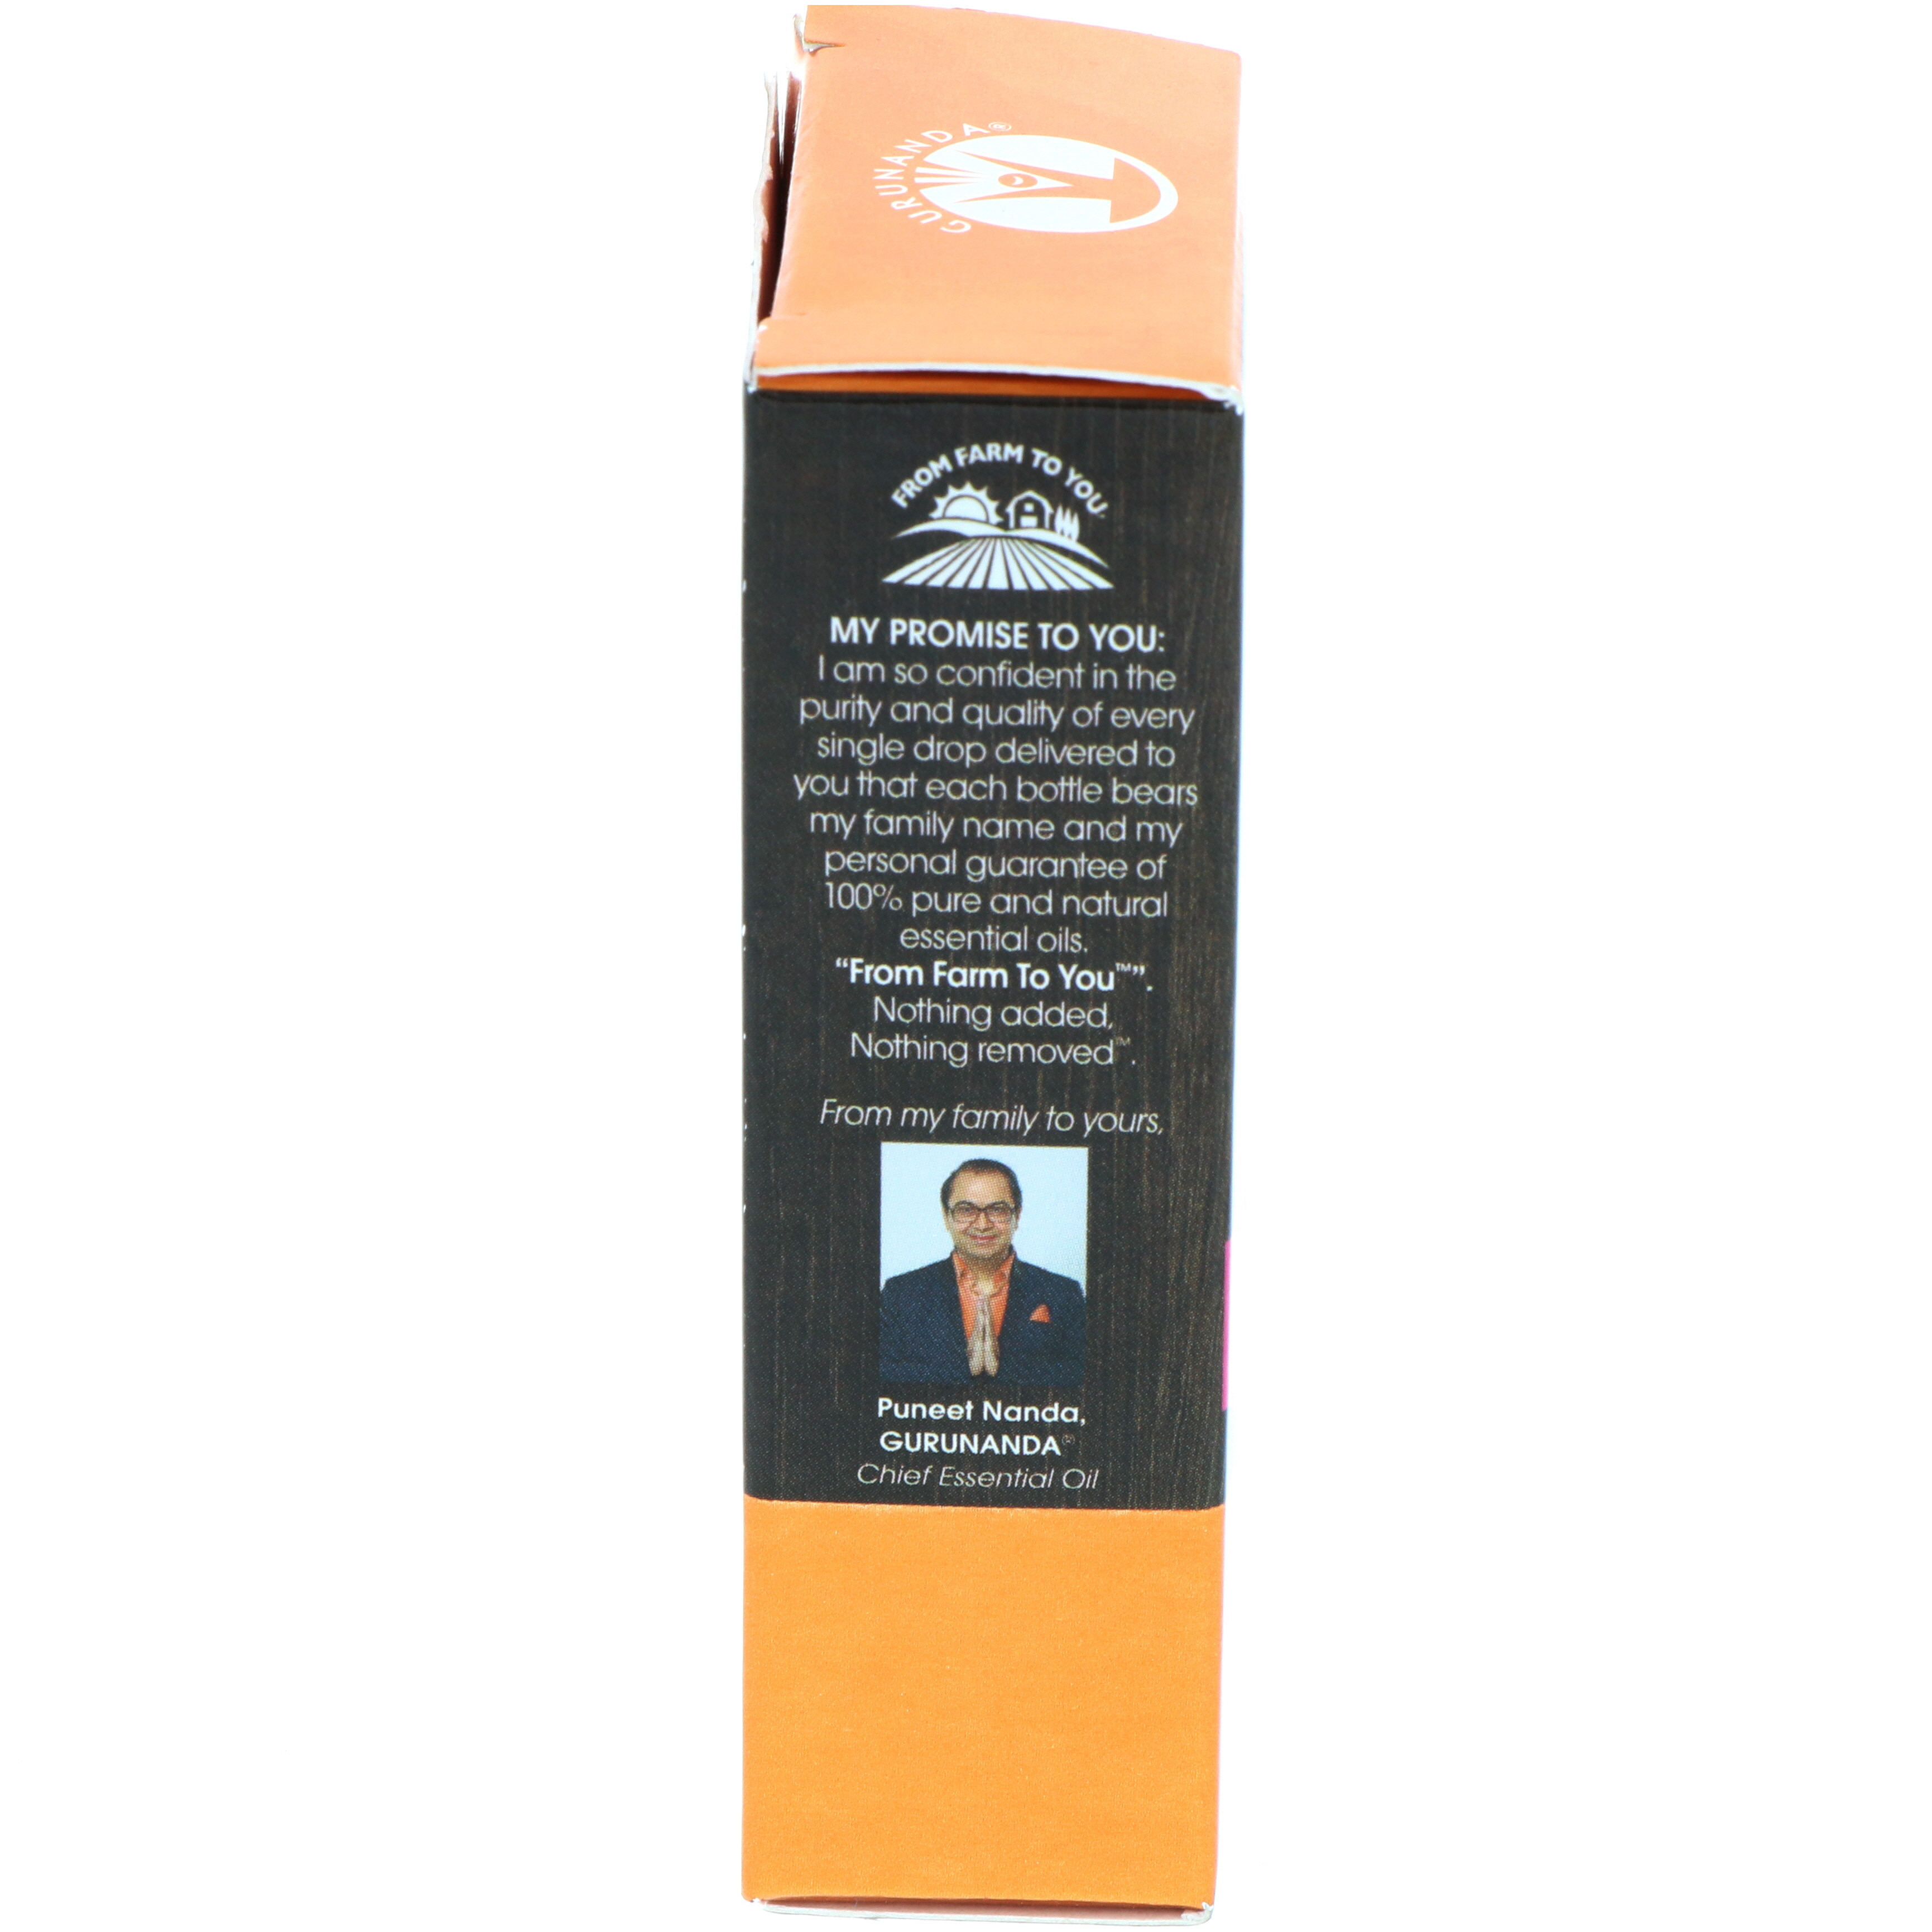 GURUNANDA®
FROM FARM TO YOU
MY PROMISE TO YOU:
I am so confident in the
purity and quality of every
single drop delivered to
you that each bottle bears
my family name and my
personal guarantee of
100% pure and natural
essential oils.
“From Farm To You™”.
Nothing added,
Nothing removed™.
From my family to yours,
Puneet Nanda,
GURUNANDA®
Chief Essential Oil